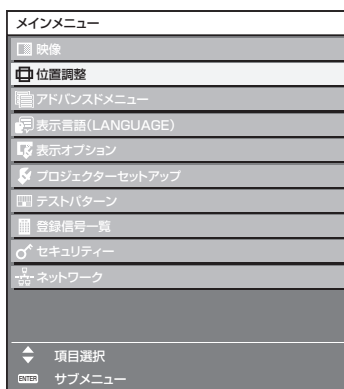 メインメニュー
映像
位置調整
アドバンスドメニュー
表示言語(LANGUAGE)
表示オプション
プロジェクターセットアップ
テストパターン
登録信号一覧
セキュリティー
ネットワーク
項目選択
ENTER サブメニュー